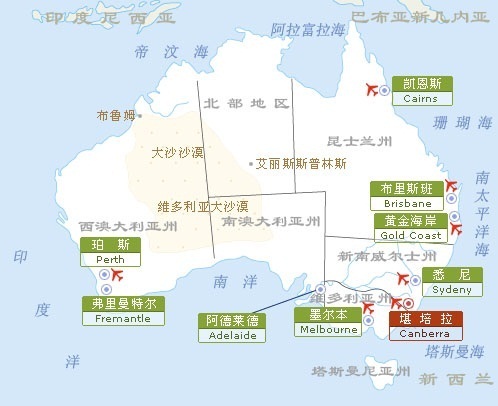 印度尼西亚
巴布亚新几内亚
阿拉富拉海
帝汶海
凯恩斯
Cairns
北部地区
布鲁姆
珊瑚海
大沙沙漠
昆士兰州
艾丽斯斯普林斯
布里斯班
Brisbane
南太平洋海
维多利亚大沙漠
西澳大利亚州
南澳大利亚州
黄金海岸
Gold Coast
珀斯
Perth
新南威尔士州
印度洋
南洋
悉尼
Sydeny
弗里曼特尔
Fremantle
维多利亚州
阿德莱德
Adelaide
墨尔本
Melbourne
堪培拉
Canberra
塔斯曼海
塔斯曼尼亚州
新西兰